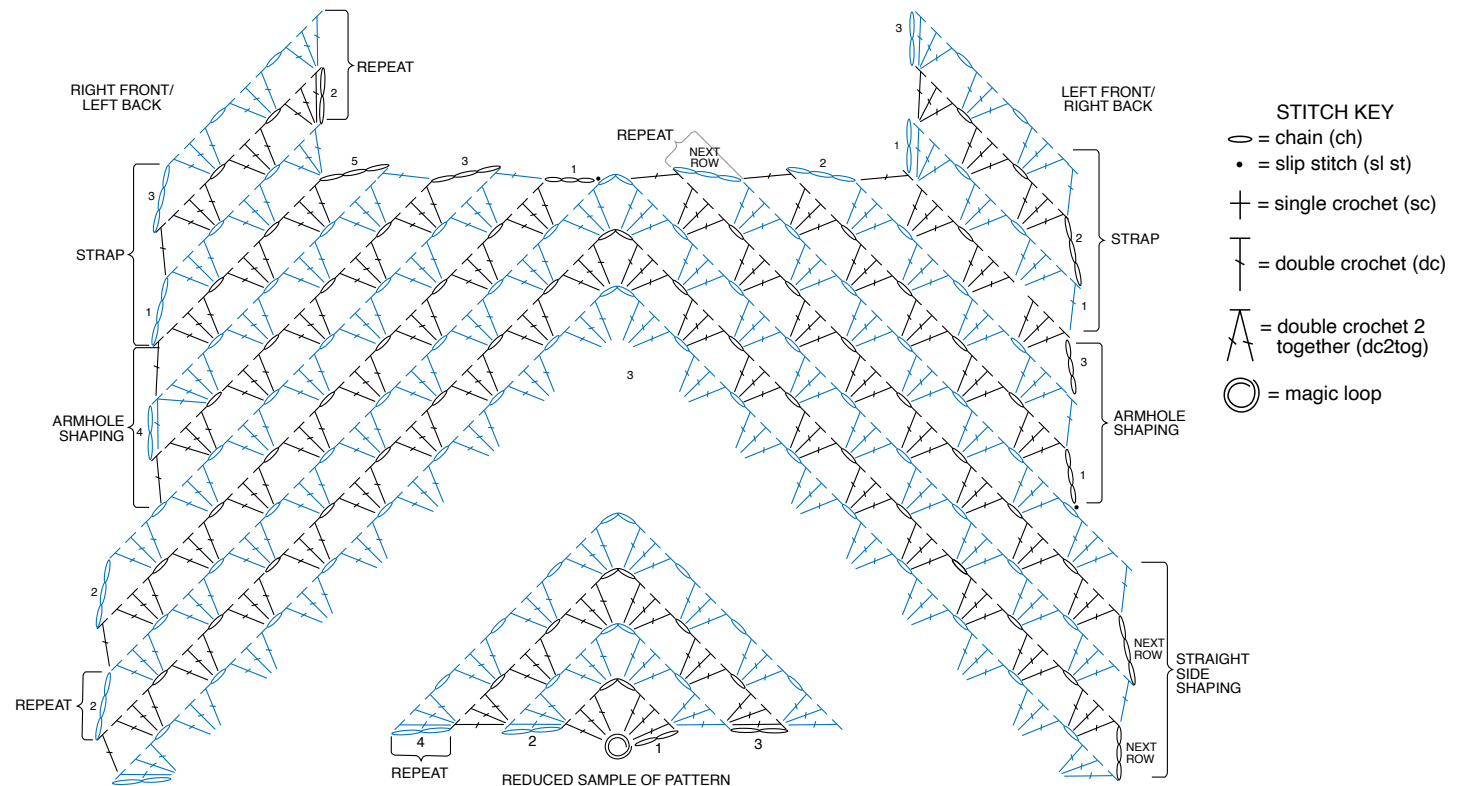 3
3
REPEAT
2
RIGHT FRONT/
LEFT BACK
LEFT FRONT/
RIGHT BACK
STITCH KEY
= chain (ch)
= slip stitch (sl st)
= single crochet (sc)
= double crochet (dc)
= double crochet 2
together (dc2tog)
= magic loop
REPEAT
NEXT
ROW
5
3
1
2
1
STRAP
3
1
STRAP
2
1
ARMHOLE
SHAPING
4
3
ARMHOLE
SHAPING
3
1
2
REPEAT
2
NEXT
ROW
STRAIGHT
SIDE
SHAPING
NEXT
ROW
4
2
1
3
REPEAT
REDUCED SAMPLE OF PATTERN